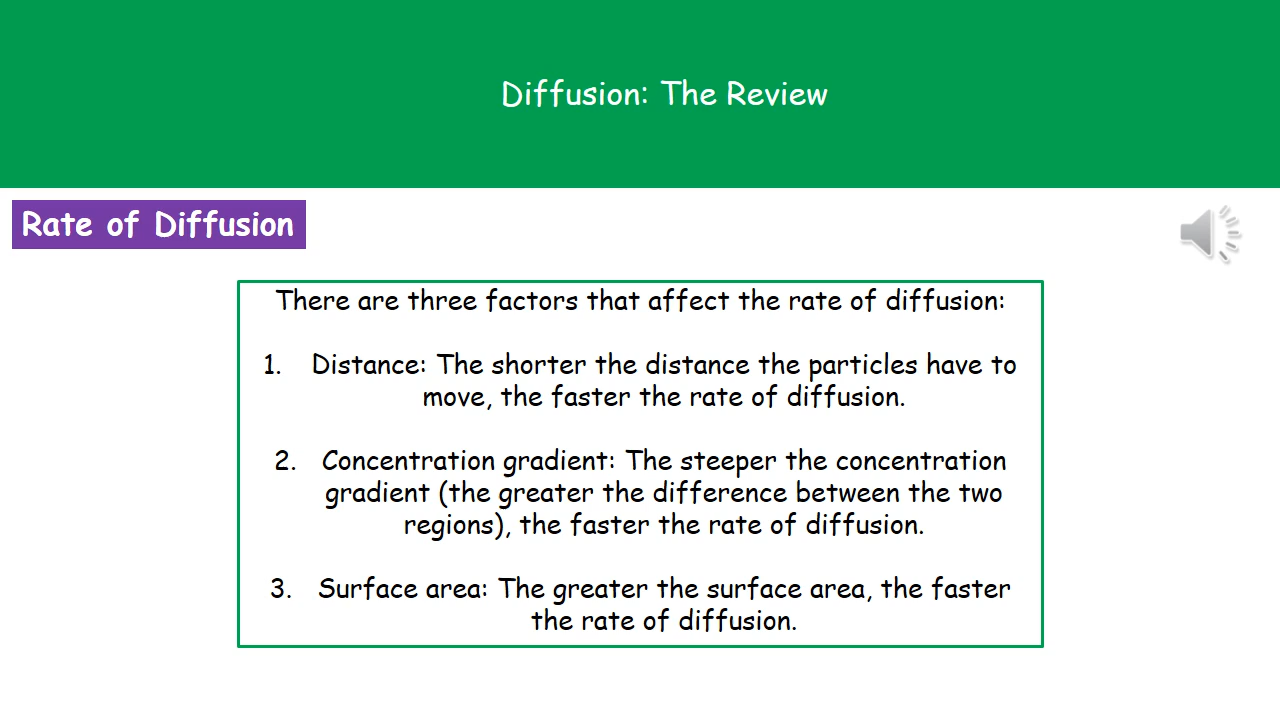 Diffusion: The Review
Rate of Diffusion
There are three factors that affect the rate of diffusion:
1. Distance: The shorter the distance the particles have to
move, the faster the rate of diffusion.
2. Concentration gradient: The steeper the concentration
gradient (the greater the difference between the two
regions), the faster the rate of diffusion.
3. Surface area: The greater the surface area, the faster
the rate of diffusion.